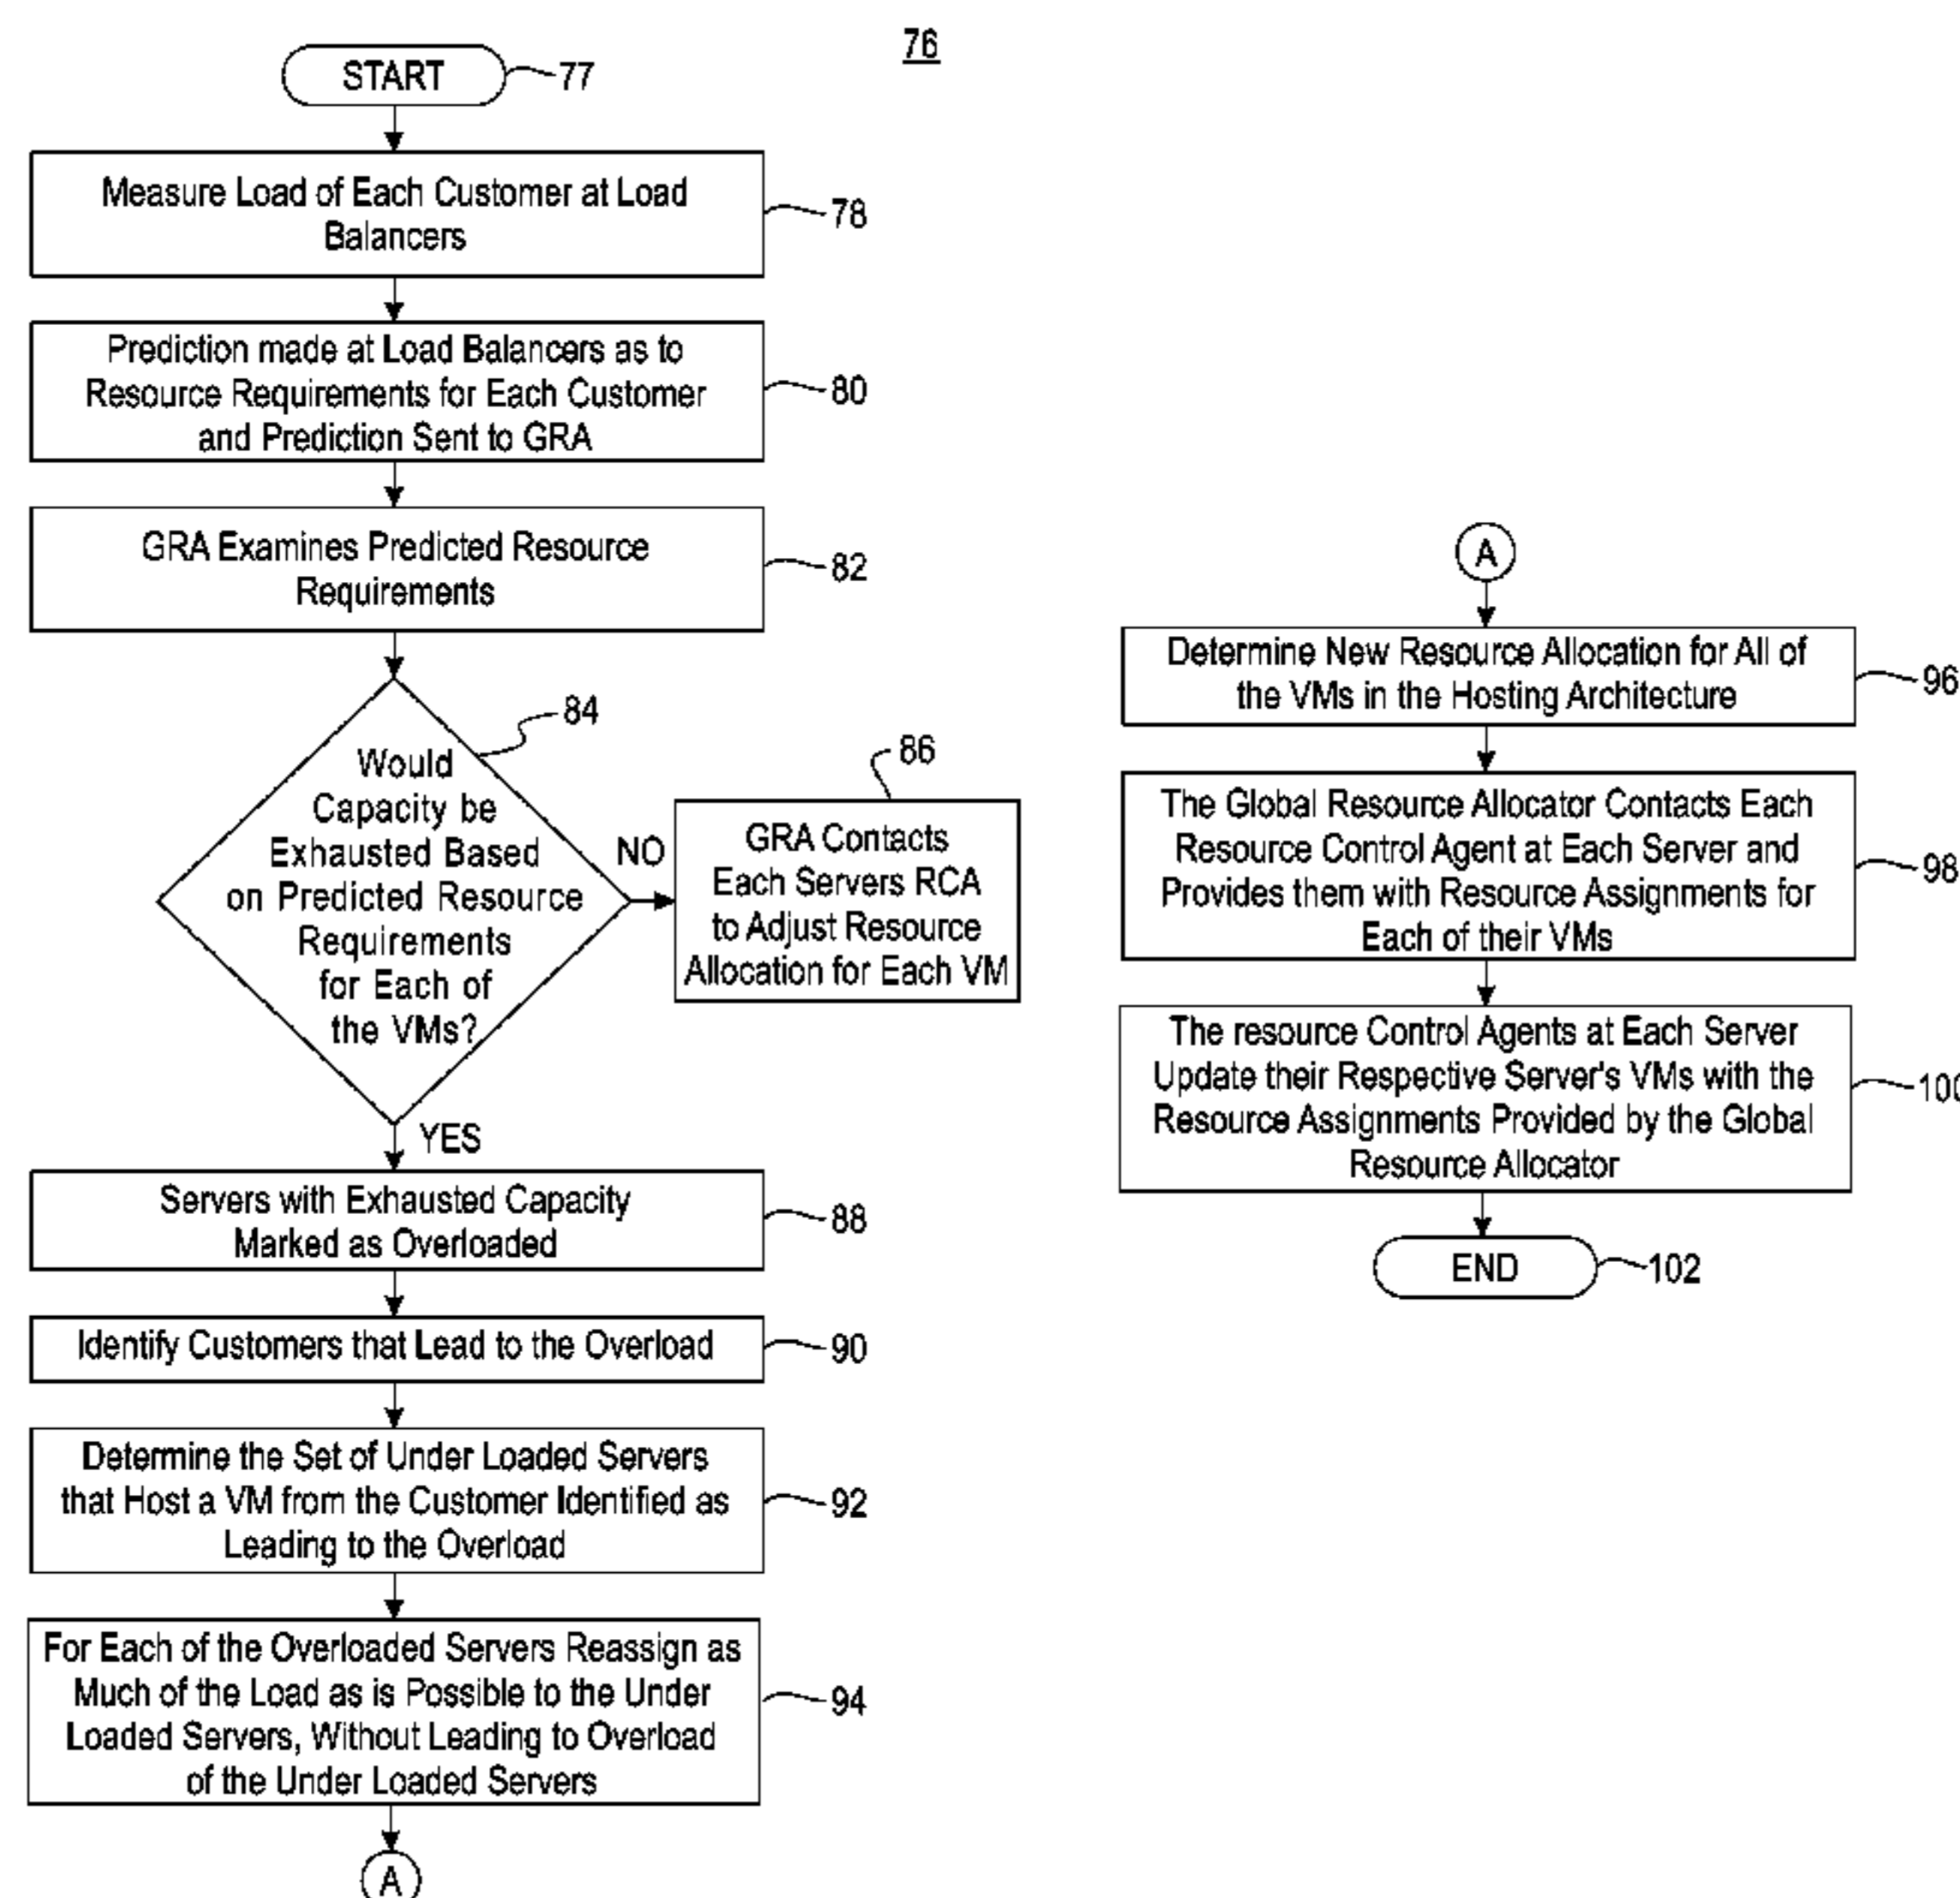 76
START
77
Measure Load of Each Customer at Load
Balancers
78
Prediction made at Load Balancers as to
Resource Requirements for Each Customer
and Prediction Sent to GRA
80
GRA Examines Predicted Resource
Requirements
82
Would
Capacity be
Exhausted Based
on Predicted Resource
Requirements
for Each of
the VMs?
84
NO
86
GRA Contacts
Each Servers RCA
to Adjust Resource
Allocation for Each VM
YES
Servers with Exhausted Capacity
Marked as Overloaded
88
Identify Customers that Lead to the Overload
90
Determine the Set of Under Loaded Servers
that Host a VM from the Customer Identified as
Leading to the Overload
92
For Each of the Overloaded Servers Reassign as
Much of the Load as is Possible to the Under
Loaded Servers, Without Leading to Overload
of the Under Loaded Servers
94
A
A
Determine New Resource Allocation for All of
the VMs in the Hosting Architecture
96
The Global Resource Allocator Contacts Each
Resource Control Agent at Each Server and
Provides them with Resource Assignments for
Each of their VMs
98
The resource Control Agents at Each Server
Update their Respective Server's VMs with the
Resource Assignments Provided by the Global
Resource Allocator
100
END
102